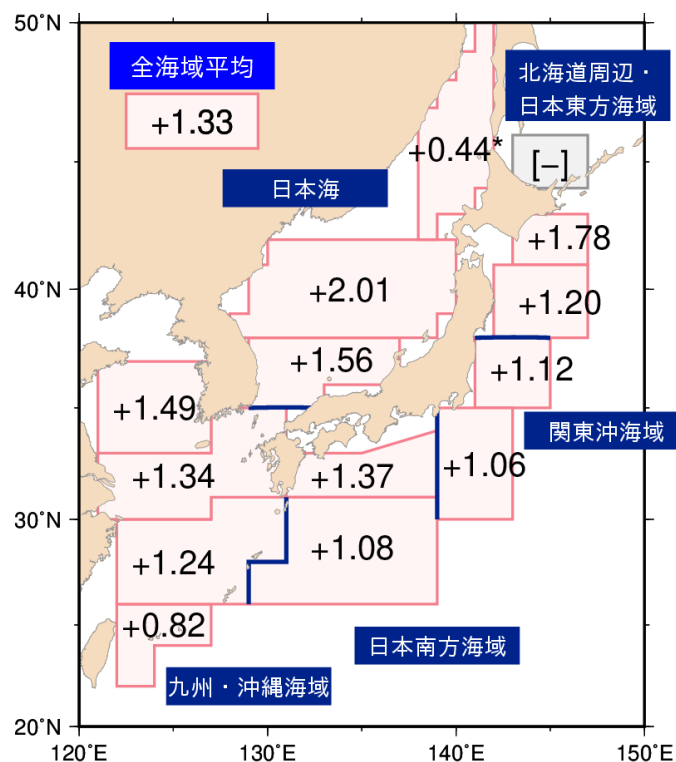 50˚N
全海域平均
+1.33
北海道周辺・
日本東方海域
+0.44*
[–]
日本海
+1.78
40˚N
+2.01
+1.20
+1.56
+1.12
+1.49
関東沖海域
+1.34
+1.37
+1.06
30˚N
+1.24
+1.08
+0.82
日本南方海域
九州・沖縄海域
20˚N
120˚E
130˚E
140˚E
150˚E